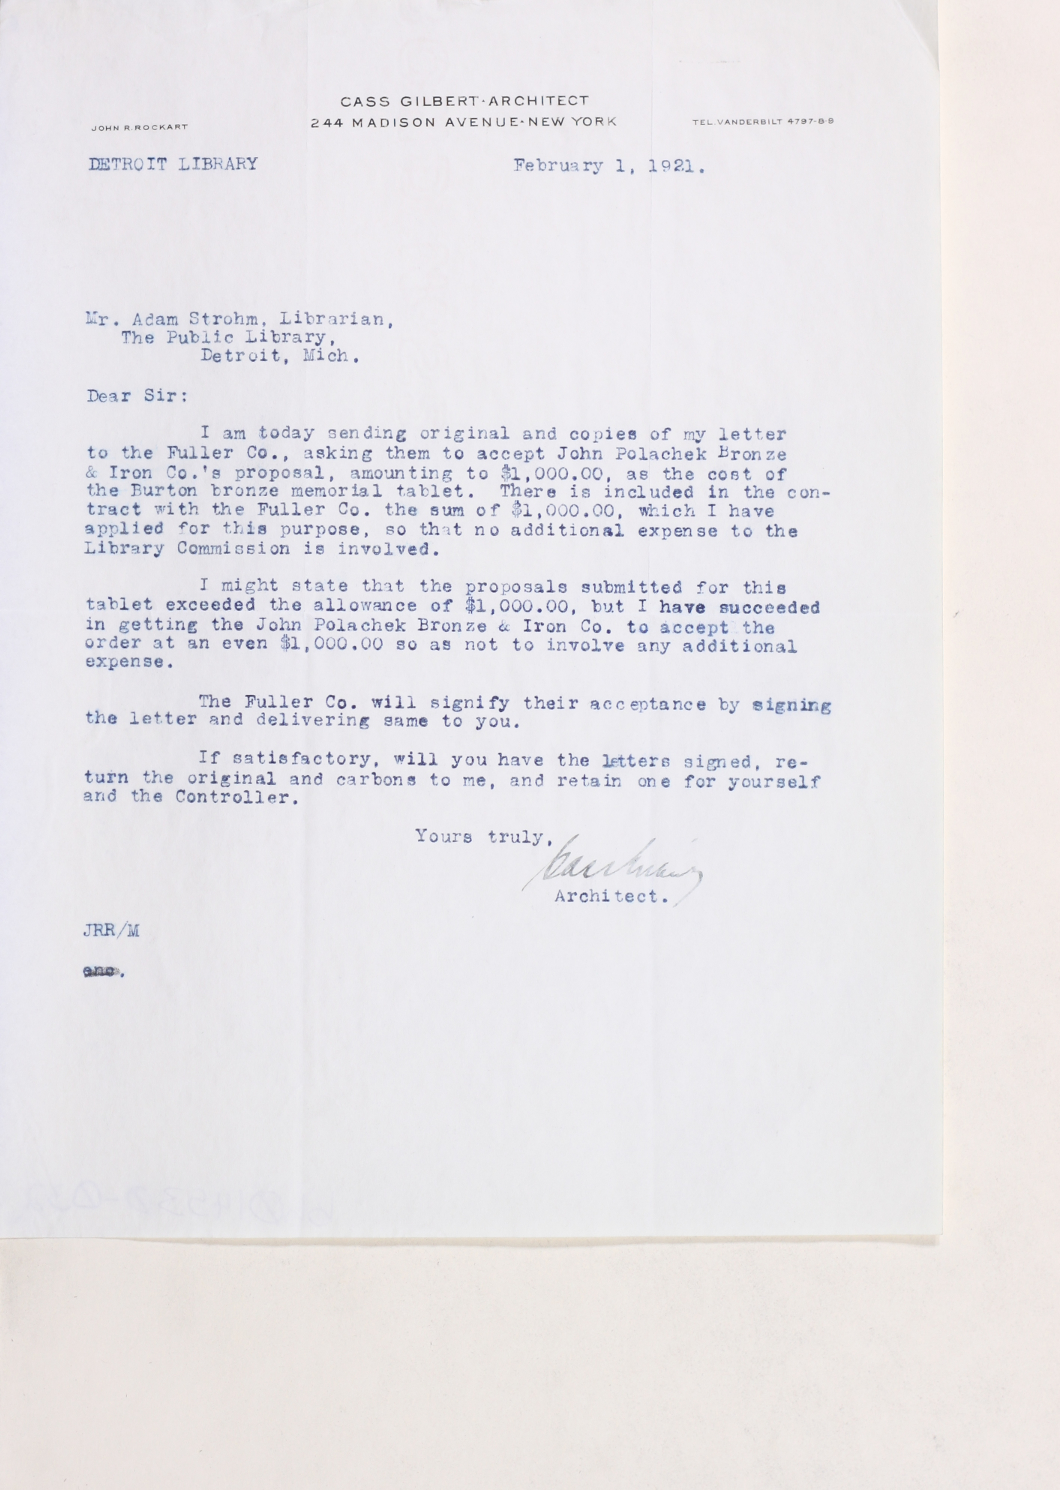 CASS GILBERT·ARCHITECT
JOHN R. ROCKART
244 MADISON AVENUE·NEW YORK
TEL. VANDERBILT 4797-8-9
DETROIT LIBRARY
February 1, 1921.
Mr. Adam Strohm, Librarian,
The Public Library,
Detroit, Mich.
Dear Sir:
I am today sending original and copies of my letter
to the Fuller Co., asking them to accept John Polachek Bronze
& Iron Co.'s proposal, amounting to $1,000.00, as the cost of
the Burton bronze memorial tablet. There is included in the con-
tract with the Fuller Co. the sum of $1,000.00, which I have
applied for this purpose, so that no additional expense to the
Library Commission is involved.
I might state that the proposals submitted for this
tablet exceeded the allowance of $1,000.00, but I have succeeded
in getting the John Polachek Bronze & Iron Co. to accept the
order at an even $1,000.00 so as not to involve any additional
expense.
The Fuller Co. will signify their acceptance by signing
the letter and delivering same to you.
If satisfactory, will you have the letters signed, re-
turn the original and carbons to me, and retain one for yourself
and the Controller.
Yours truly,
Architect.
JRR/M
enc.